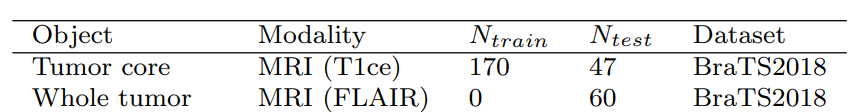 Object Modality N_train N_test Dataset
Tumor core MRI (T1ce) 170 47 BraTS2018
Whole tumor MRI (FLAIR) 0 60 BraTS2018